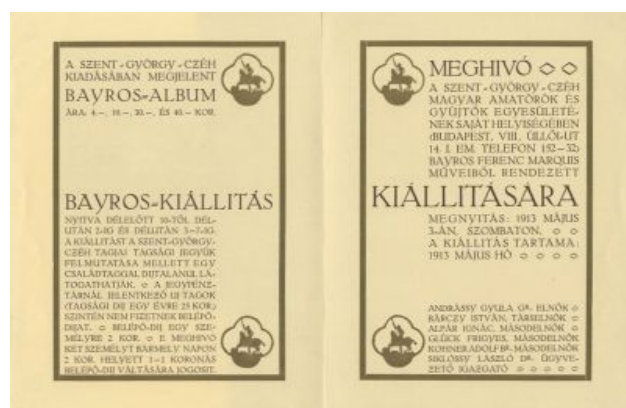 A SZENT-GYÖRGY-CZÉH
KIADÁSÁBAN MEGJELENT
BAYROS-ALBUM
ÁRA: 4.–, 10.–, 20.–, ÉS 40.– KOR.
BAYROS-KIÁLLITÁS
NYITVA DÉLELŐTT 10-TŐL DÉL-
UTÁN 2-IG ÉS DÉLUTÁN 3–7-IG.
A KIÁLLITÁST A SZENT-GYÖRGY-
CZÉH TAGJAI TAGSÁGI JEGYÜK
FELMUTATÁSA MELLETT EGY
CSALÁDTAGGAL DIJTALANUL LÁ-
TOGATHATJÁK. A JEGYPÉNZ-
TÁRNÁL JELENTKEZŐ UJ TAGOK
(TAGSÁGI DIJ EGY ÉVRE 25 KOR.)
SZINTÉN NEM FIZETNEK BELÉPŐ-
DIJAT. BELÉPŐ-DIJ EGY SZE-
MÉLYRE 2 KOR. E MEGHIVÓ
KÉT SZEMÉLYT BÁRMELY NAPON
2 KOR. HELYETT 1–1 KORONÁS
BELÉPŐ-DIJ VÁLTÁSÁRA JOGOSIT.
MEGHIVÓ
A SZENT-GYÖRGY-CZÉH
MAGYAR AMATŐRÖK ÉS
GYÜJTŐK EGYESÜLETÉ-
NEK SAJÁT HELYISÉGÉBEN
(BUDAPEST, VIII, ÜLLŐI-UT
14. I. EM. TELEFON 152–32)
BAYROS FERENC MARQUIS
MÜVEIBŐL RENDEZETT
KIÁLLITÁSÁRA
MEGNYITÁS: 1913 MÁJUS
3-ÁN, SZOMBATON.
A KIÁLLITÁS TARTAMA:
1913 MÁJUS HÓ
ANDRÁSSY GYULA GR. ELNÖK
BÁRCZY ISTVÁN, TÁRSELNÖK
ALPÁR IGNÁC, MÁSODELNÖK
GLÜCK FRIGYES, MÁSODELNÖK
KOHNER ADOLF BR. MÁSODELNÖK
SIKLÓSSY LÁSZLÓ DR. ÜGYVE-
ZETŐ IGAZGATÓ